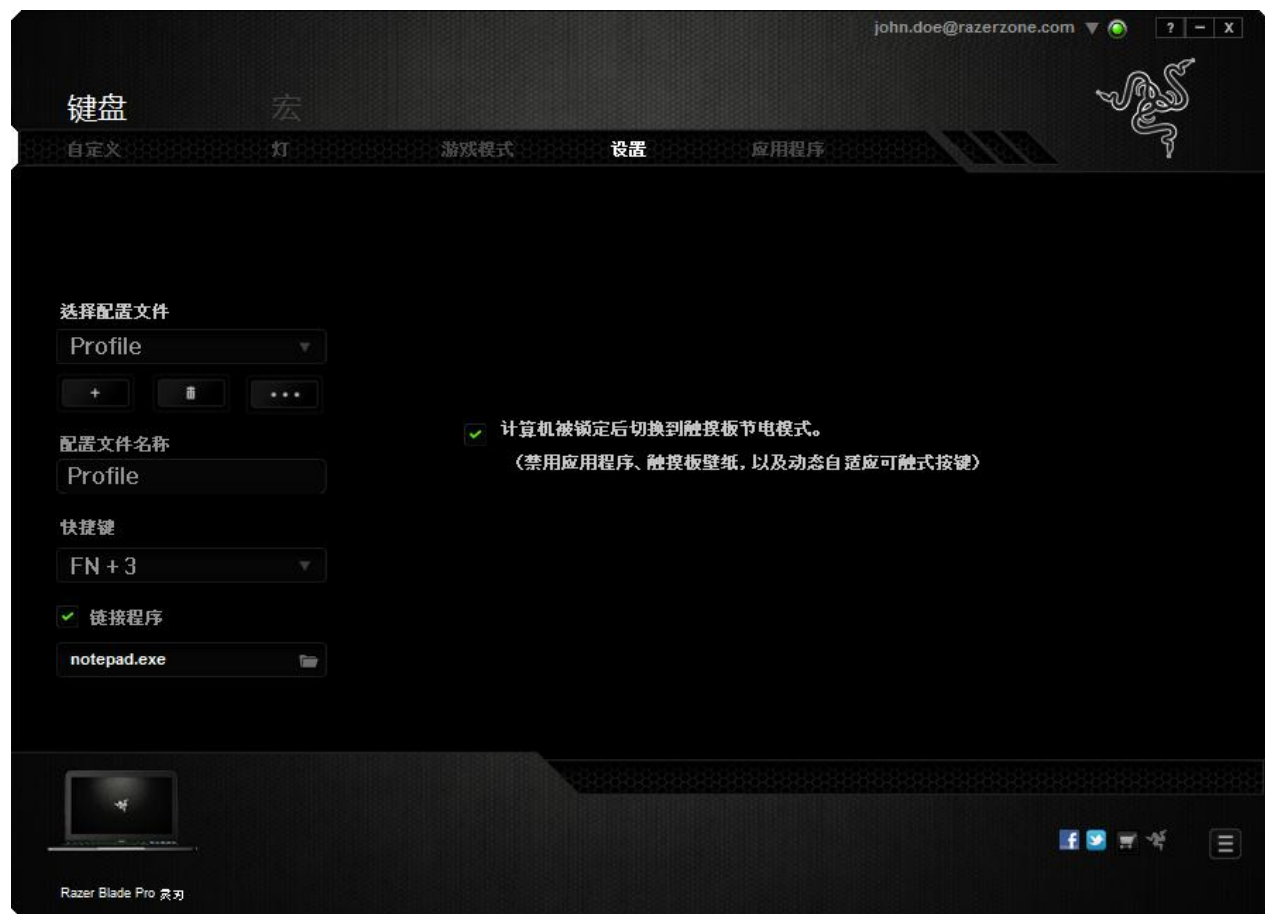 john.doe@razerzone.com
? - X
键盘 宏
自定义 灯 游戏模式 设置 应用程序
选择配置文件
Profile
+ ...
配置文件名称
Profile
快捷键
FN + 3
链接程序
notepad.exe
计算机被锁定后切换到触摸板节电模式。
（禁用应用程序、触摸板壁纸, 以及动态自适应可触式按键）
Razer Blade Pro 灵刃